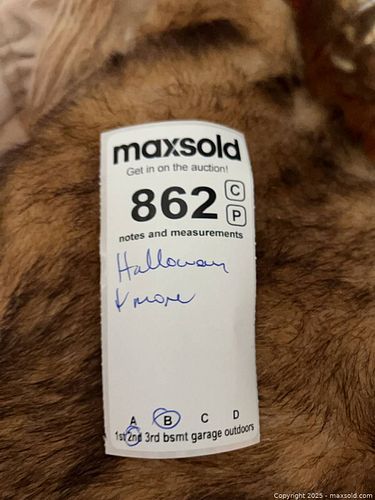 maxsold
Get in on the auction!
862 C
P
notes and measurements
Halloween
& more
A B C D
1st 2nd 3rd bsmt garage outdoors
Copyright © 2025 - maxsold.com